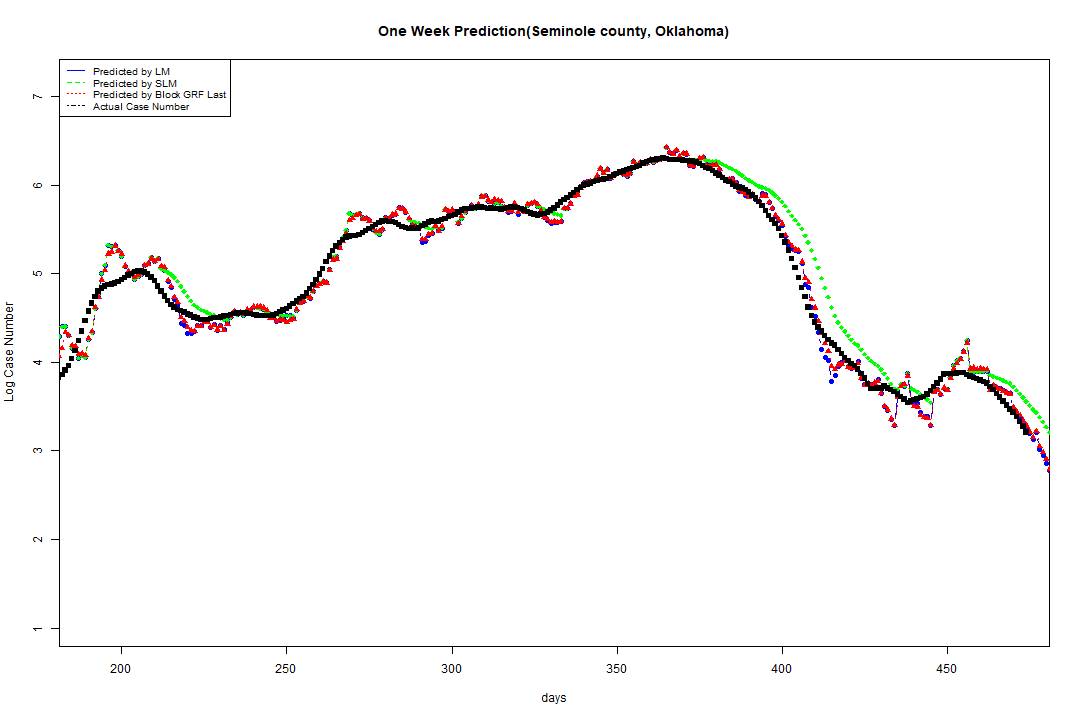 One Week Prediction(Seminole county, Oklahoma)
Predicted by LM
Predicted by SLM
Predicted by Block GRF Last
Actual Case Number
7
6
5
4
3
2
1
Log Case Number
200 250 300 350 400 450
days